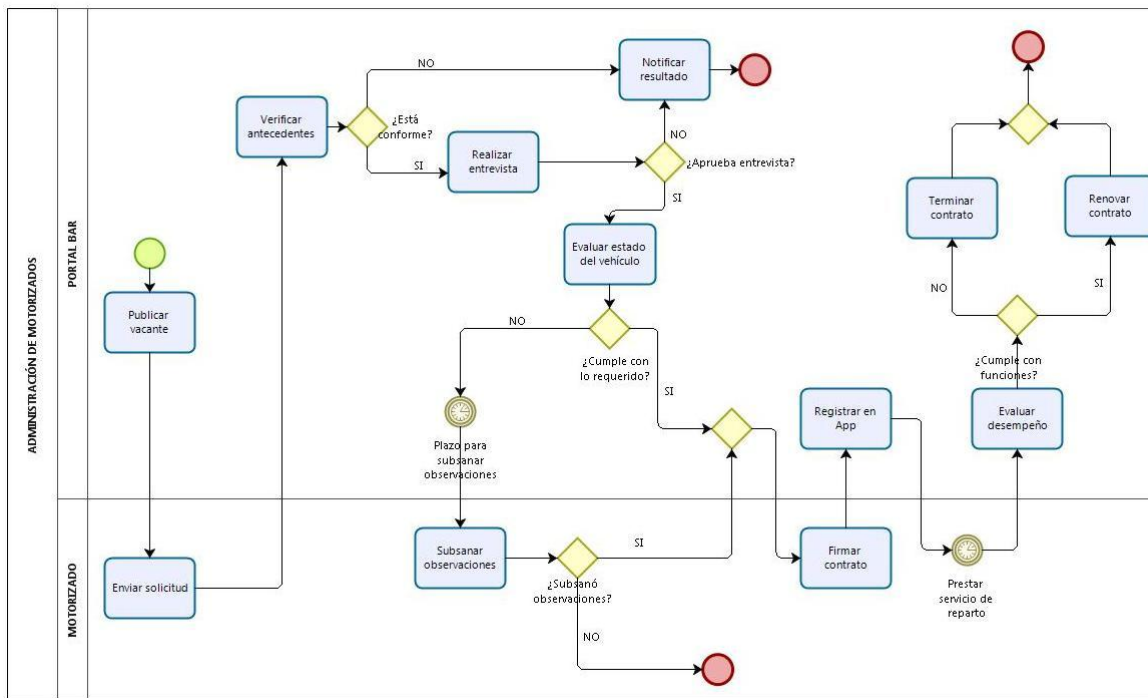 ADMINISTRACIÓN DE MOTORIZADOS
PORTAL BAR
MOTORIZADO
Publicar
vacante
Enviar solicitud
Verificar
antecedentes
¿Está
conforme?
NO
SI
Realizar
entrevista
Notificar
resultado
NO
¿Aprueba entrevista?
SI
Evaluar estado
del vehículo
¿Cumple con
lo requerido?
NO
SI
Plazo para
subsanar
observaciones
Subsanar
observaciones
¿Subsanó
observaciones?
SI
NO
Firmar
contrato
Registrar en
App
Prestar
servicio de
reparto
Evaluar
desempeño
¿Cumple con
funciones?
NO
SI
Terminar
contrato
Renovar
contrato